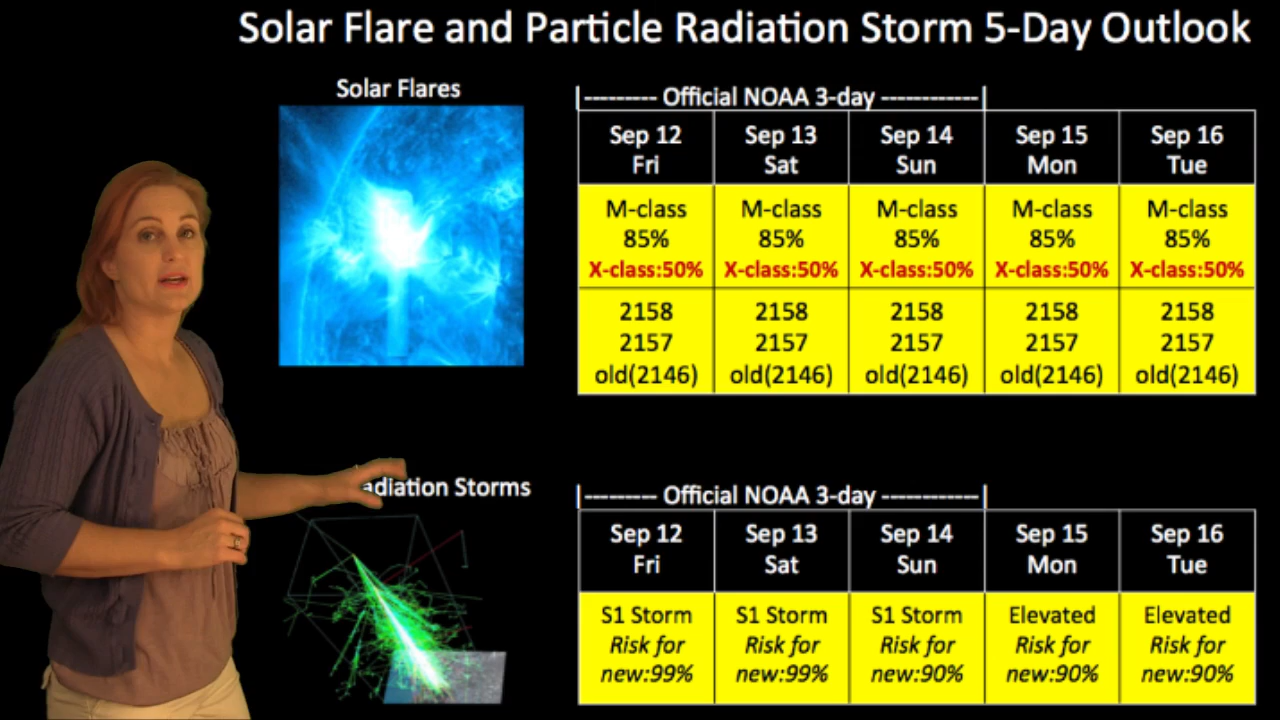 Solar Flare and Particle Radiation Storm 5-Day Outlook
Solar Flares
|--------- Official NOAA 3-day ------------|
Sep 12 Sep 13 Sep 14 Sep 15 Sep 16
Fri Sat Sun Mon Tue
M-class M-class M-class M-class M-class
85% 85% 85% 85% 85%
X-class:50% X-class:50% X-class:50% X-class:50% X-class:50%
2158 2158 2158 2158 2158
2157 2157 2157 2157 2157
old(2146) old(2146) old(2146) old(2146) old(2146)
adiation Storms
|--------- Official NOAA 3-day ------------|
Sep 12 Sep 13 Sep 14 Sep 15 Sep 16
Fri Sat Sun Mon Tue
S1 Storm S1 Storm S1 Storm Elevated Elevated
Risk for Risk for Risk for Risk for Risk for
new:99% new:99% new:90% new:90% new:90%